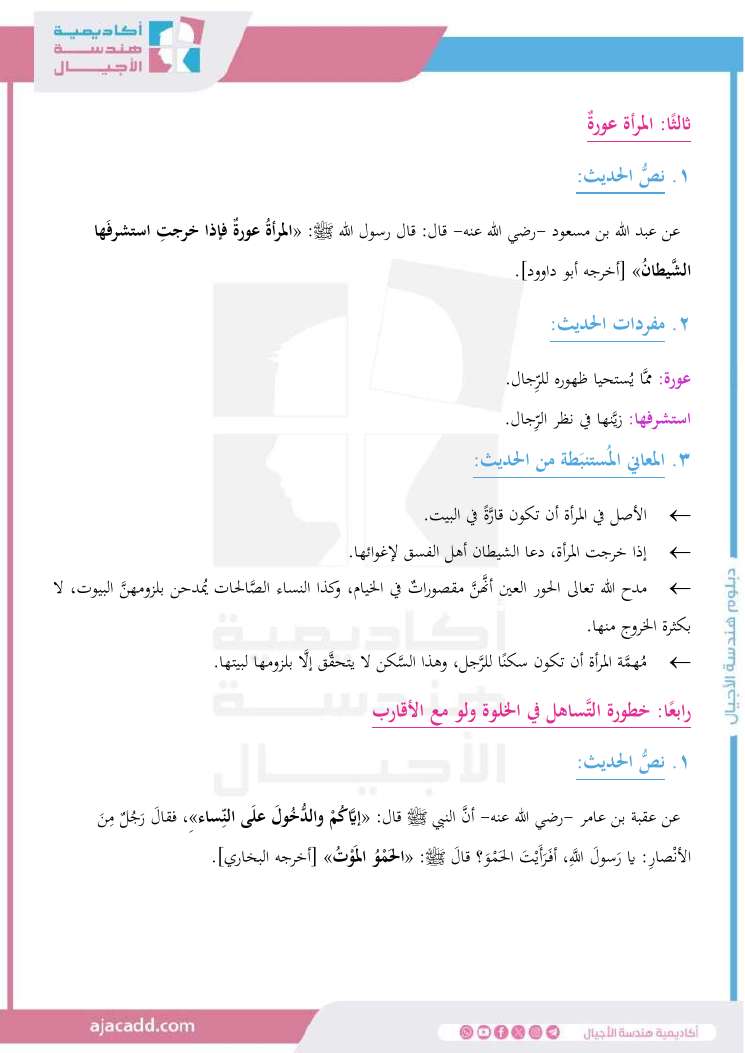 أكاديمية
هندسة
الأجيال
ثالثًا: المرأة عورةٌ
١. نصُّ الحديث:
عن عبد الله بن مسعود –رضي الله عنه– قال: قال رسول الله ﷺ: «المرأةُ عورةٌ فإذا خرجتِ استشرفَها
الشَّيطانُ» [أخرجه أبو داوود].
٢. مفردات الحديث:
عورة: ممَّا يُستحيا ظهوره للرِّجال.
استشرفها: زيَّنها في نظر الرِّجال.
٣. المعاني المُستنبَطة من الحديث:
← الأصل في المرأة أن تكون قارَّةً في البيت.
← إذا خرجت المرأة، دعا الشيطان أهل الفسق لإغوائها.
← مدح الله تعالى الحور العين أنَّهنَّ مقصوراتٌ في الخيام، وكذا النساء الصَّالحات يُمدحن بلزومهنَّ البيوت، لا
بكثرة الخروج منها.
← مُهمَّة المرأة أن تكون سكنًا للرَّجل، وهذا السَّكن لا يتحقَّق إلَّا بلزومها لبيتها.
رابعًا: خطورة التَّساهل في الخلوة ولو مع الأقارب
١. نصُّ الحديث:
عن عقبة بن عامر –رضي الله عنه– أنَّ النبي ﷺ قال: «إيَّاكُمْ والدُّخُولَ علَى النِّساءِ»، فقالَ رَجُلٌ مِنَ
الأنْصارِ: يا رَسولَ اللَّهِ، أفَرَأَيْتَ الحَمْوَ؟ قالَ ﷺ: «الحَمْوُ المَوْتُ» [أخرجه البخاري].
أكاديمية
هندسة
الأجيال
دبلوم هندسة الأجيال
أكاديمية هندسة الأجيال
ajacadd.com